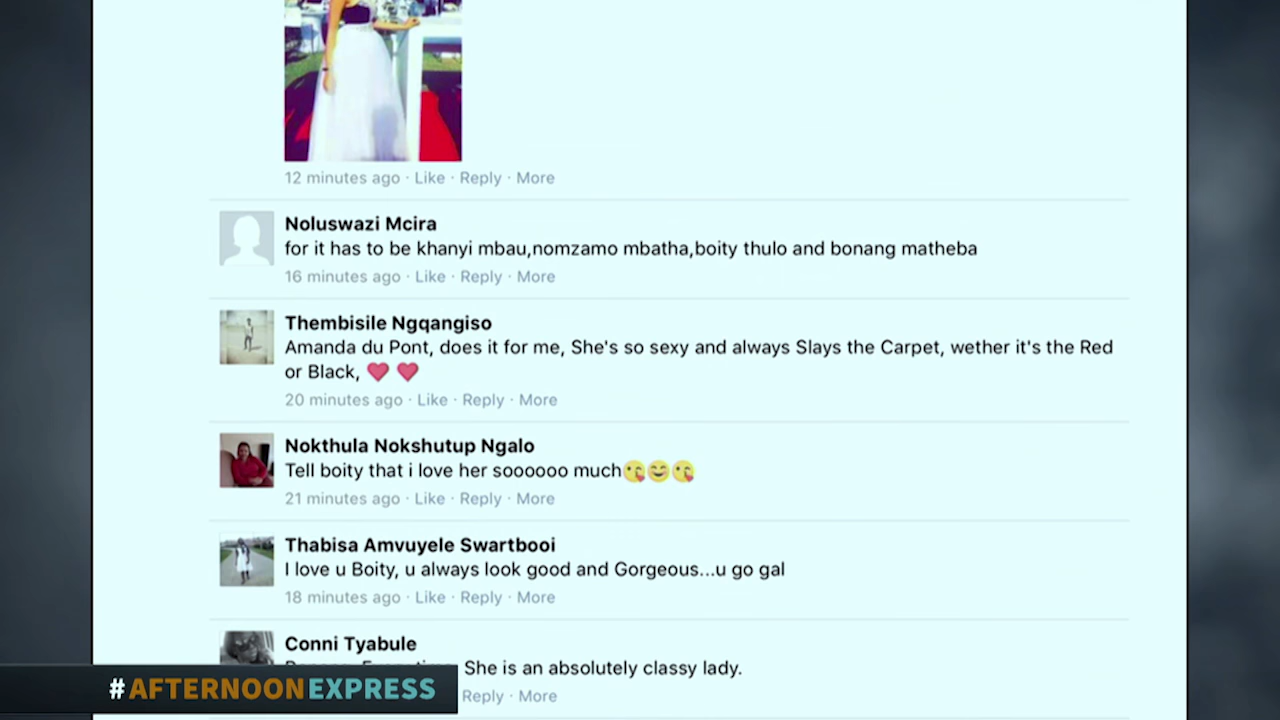 12 minutes ago · Like · Reply · More
Noluswazi Mcira
for it has to be khanyi mbau,nomzamo mbatha,boity thulo and bonang matheba
16 minutes ago · Like · Reply · More
Thembisile Ngqangiso
Amanda du Pont, does it for me, She's so sexy and always Slays the Carpet, wether it's the Red
or Black, ❤ ❤
20 minutes ago · Like · Reply · More
Nokthula Nokshutup Ngalo
Tell boity that i love her soooooo much😘😊😘
21 minutes ago · Like · Reply · More
Thabisa Amvuyele Swartbooi
I love u Boity, u always look good and Gorgeous...u go gal
18 minutes ago · Like · Reply · More
Conni Tyabule
She is an absolutely classy lady.
Reply · More
#AFTERNOONEXPRESS